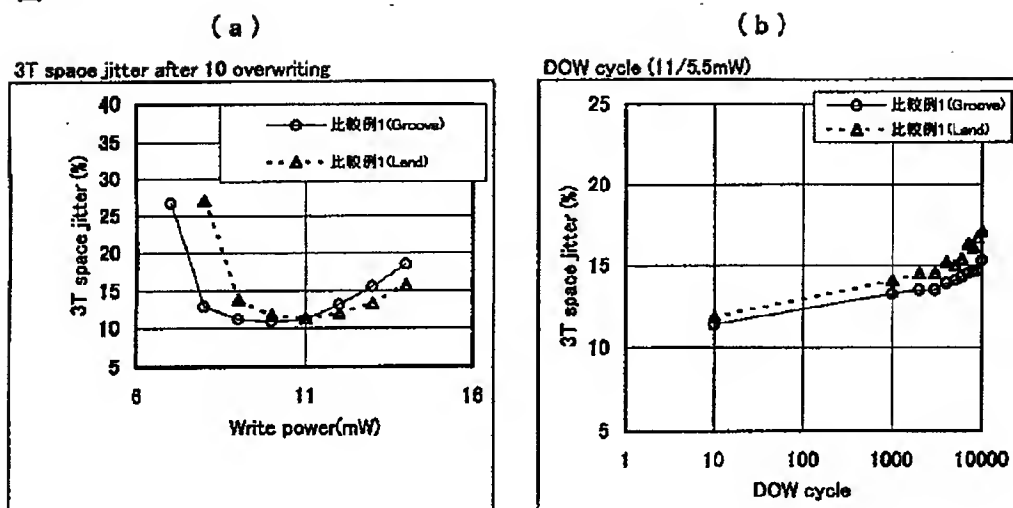 (a)
3T space jitter after 10 overwriting
40
35
30
25
20
15
10
5
3T space jitter (%)
比較例1(Groove)
比較例1(Land)
6
11
16
Write power(mW)
(b)
DOW cycle (11/5.5mW)
25
20
15
10
5
3T space jitter (%)
比較例1(Groove)
比較例1(Land)
1
10
100
1000
10000
DOW cycle